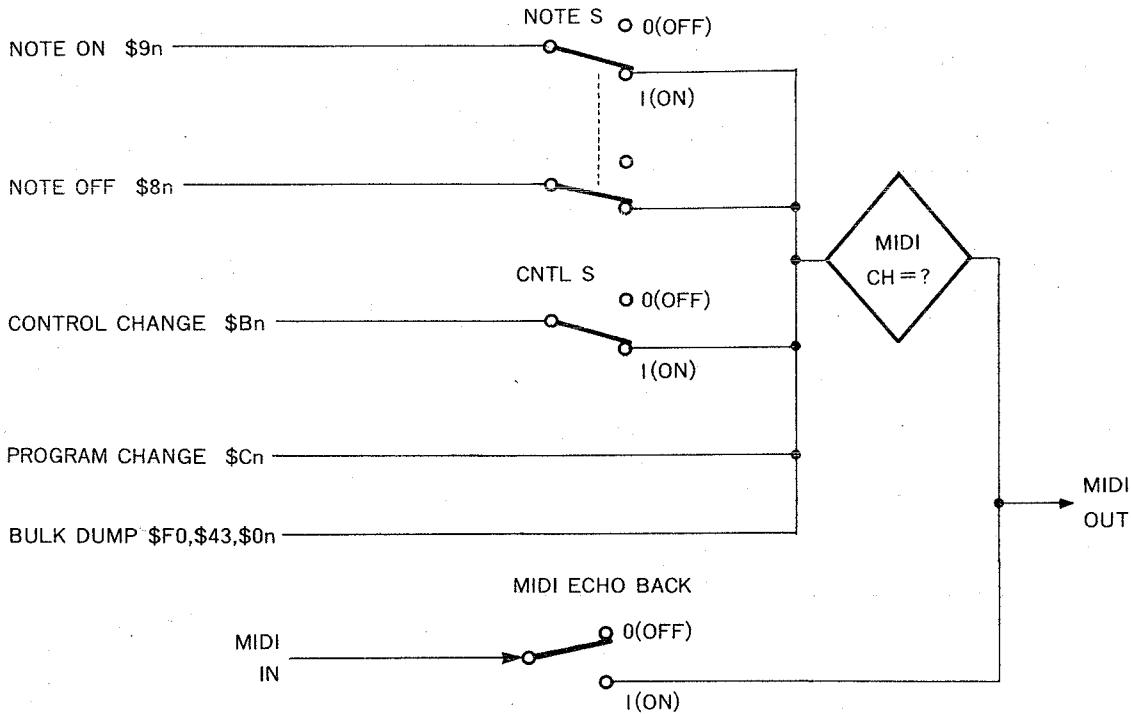 NOTE S
0(OFF)
NOTE ON $9n
1(ON)
NOTE OFF $8n
MIDI
CH=?
CNTL S
0(OFF)
CONTROL CHANGE $Bn
1(ON)
PROGRAM CHANGE $Cn
MIDI
OUT
BULK DUMP $F0,$43,$0n
MIDI ECHO BACK
0(OFF)
MIDI
IN
1(ON)